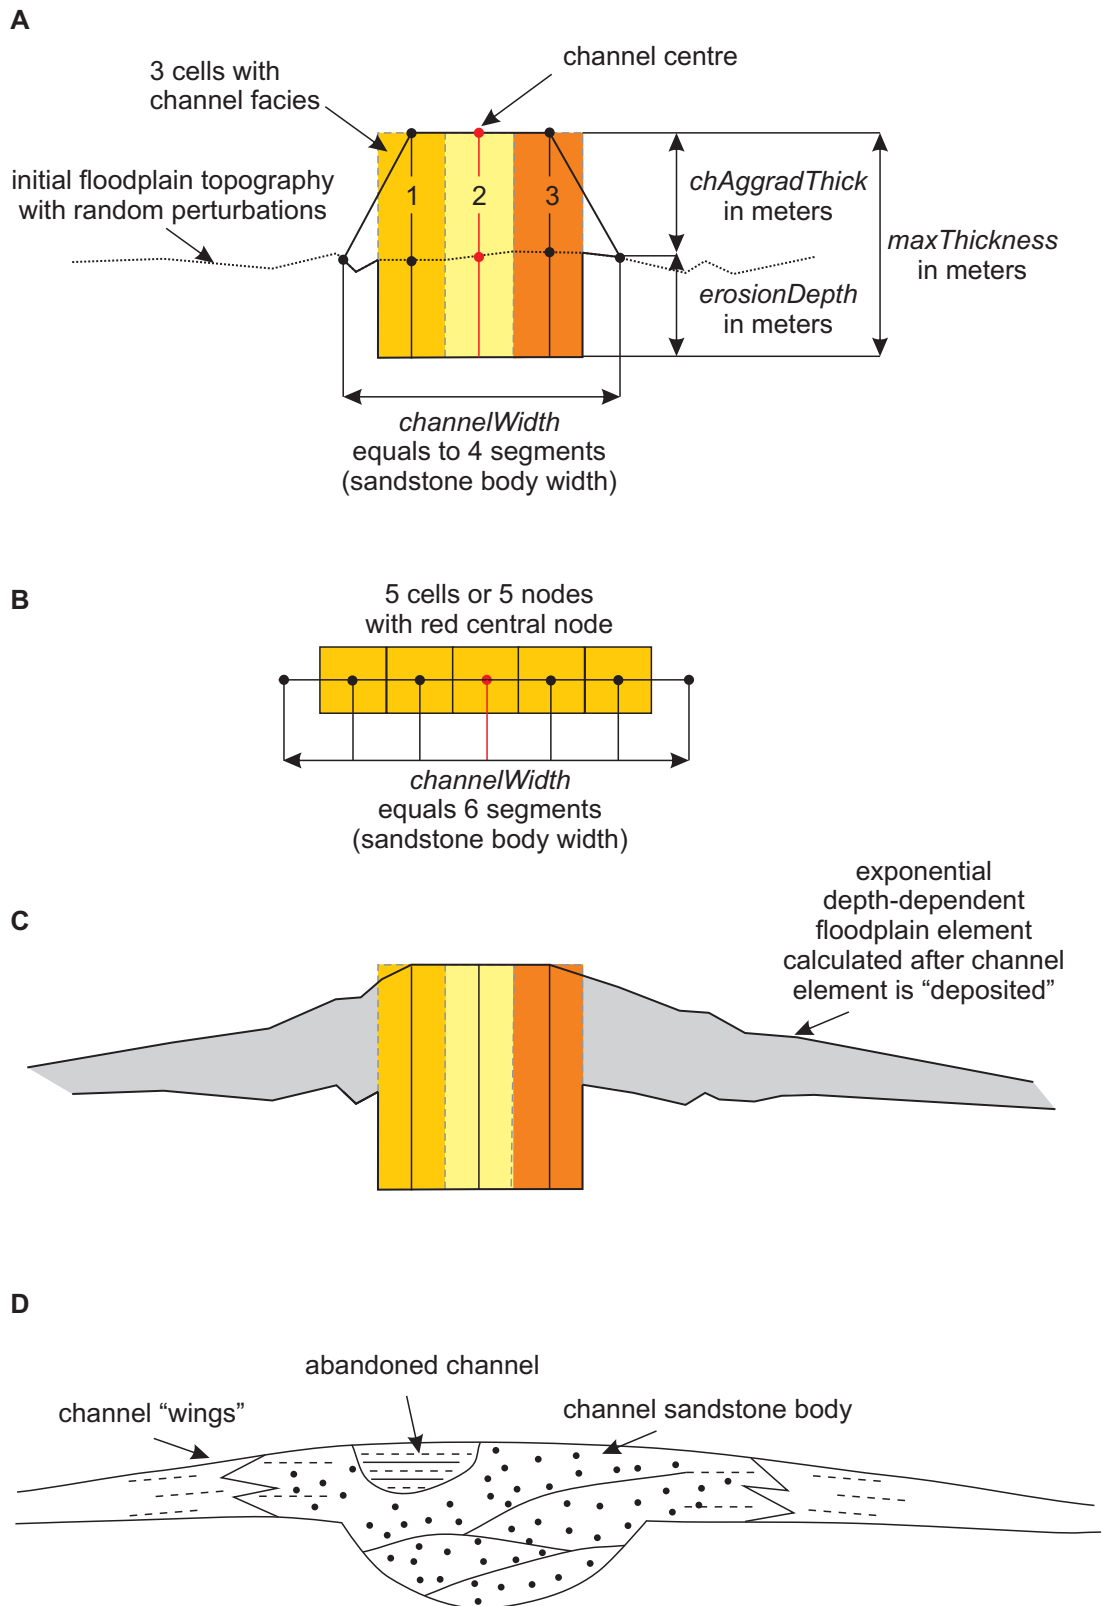 A
3 cells with
channel facies
channel centre
initial floodplain topography
with random perturbations
1
2
3
chAggradThick
in meters
maxThickness
in meters
erosionDepth
in meters
channelWidth
equals to 4 segments
(sandstone body width)
B
5 cells or 5 nodes
with red central node
channelWidth
equals 6 segments
(sandstone body width)
C
exponential
depth-dependent
floodplain element
calculated after channel
element is “deposited”
D
abandoned channel
channel “wings”
channel sandstone body